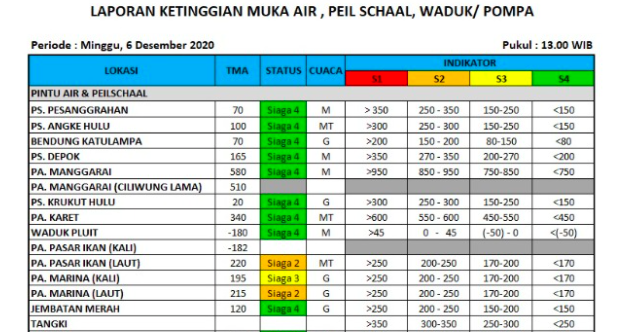 LAPORAN KETINGGIAN MUKA AIR , PEIL SCHAAL, WADUK/ POMPA
Periode : Minggu, 6 Desember 2020 Pukul : 13.00 WIB
LOKASI TMA STATUS CUACA INDIKATOR
S1 S2 S3 S4
PINTU AIR & PEILSCHAAL
PS. PESANGGRAHAN 70 Siaga 4 M > 350 250 - 350 150-250 <150
PS. ANGKE HULU 100 Siaga 4 MT >300 250 - 300 150-250 <150
BENDUNG KATULAMPA 70 Siaga 4 G >200 150 - 200 80-150 <80
PS. DEPOK 165 Siaga 4 M >350 270 - 350 200-270 <200
PA. MANGGARAI 580 Siaga 4 M >950 850 - 950 750-850 <750
PA. MANGGARAI (CILIWUNG LAMA) 510
PS. KRUKUT HULU 20 Siaga 4 G >300 250 - 300 150-250 <150
PA. KARET 340 Siaga 4 MT >600 550 - 600 450-550 <450
WADUK PLUIT -180 Siaga 4 M >45 0 - 45 (-50) - 0 <(-50)
PA. PASAR IKAN (KALI) -182
PA. PASAR IKAN (LAUT) 220 Siaga 2 MT >250 200-250 170-200 <170
PA. MARINA (KALI) 195 Siaga 3 G >250 200 - 250 170-200 <170
PA. MARINA (LAUT) 215 Siaga 2 G >250 200 - 250 170-200 <170
JEMBATAN MERAH 120 Siaga 4 G >250 200 - 250 150-200 <150
TANGKI >350 300-350 250-300 <250